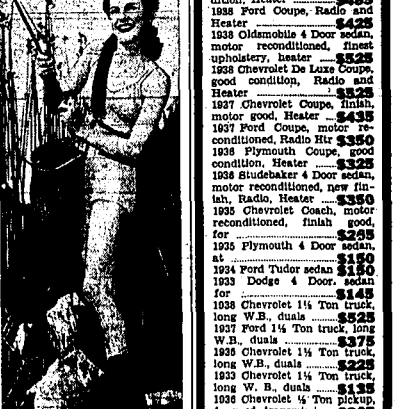 1938 Ford Coupe, Radio and
Heater ........ $425
1938 Oldsmobile 4 Door sedan,
motor reconditioned, finest
upholstery, heater ..... $525
1938 Chevrolet De Luxe Coupe,
good condition, Radio and
Heater ........ $525
1937 Chevrolet Coupe, finish,
motor good, Heater .... $435
1937 Ford Coupe, motor re-
conditioned, Radio Htr $350
1936 Plymouth Coupe, good
condition, Heater ..... $325
1936 Studebaker 4 Door sedan,
motor reconditioned, new fin-
ish, Radio, Heater ..... $350
1935 Chevrolet Coach, motor
reconditioned, finish good,
for ........ $265
1935 Plymouth 4 Door sedan,
at ........ $150
1934 Ford Tudor sedan $150
1933 Dodge 4 Door. sedan
for ........ $145
1938 Chevrolet 1½ Ton truck,
long W.B., duals ..... $525
1937 Ford 1½ Ton truck, long
W.B., duals ..... $375
1935 Chevrolet 1½ Ton truck,
long W.B., duals ..... $225
1933 Chevrolet 1½ Ton truck,
long W. B., duals ..... $135
1936 Chevrolet ½ Ton pickup,